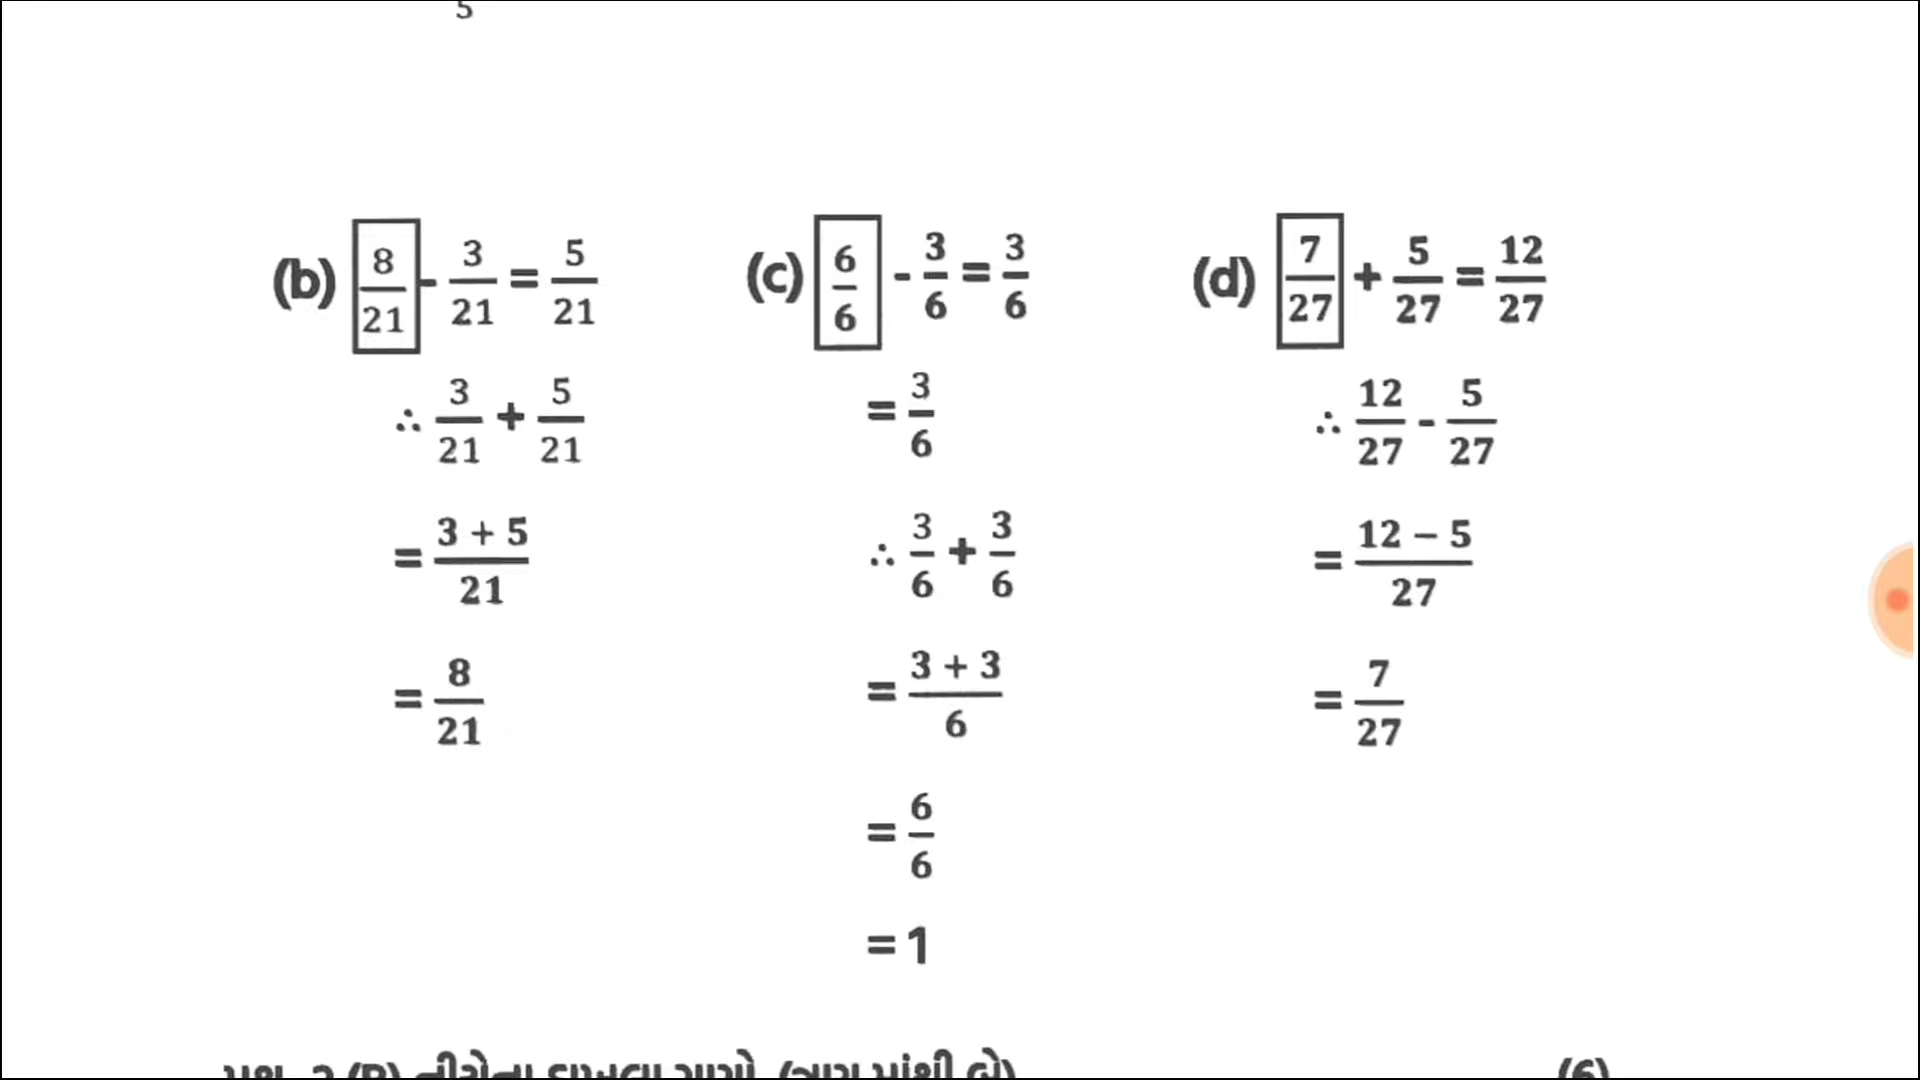 5
(b) 8/21 - 3/21 = 5/21
∴ 3/21 + 5/21
= 3 + 5/21
= 8/21
(c) 6/6 - 3/6 = 3/6
= 3/6
∴ 3/6 + 3/6
= 3 + 3/6
= 6/6
= 1
(d) 7/27 + 5/27 = 12/27
∴ 12/27 - 5/27
= 12 – 5/27
= 7/27
(6)